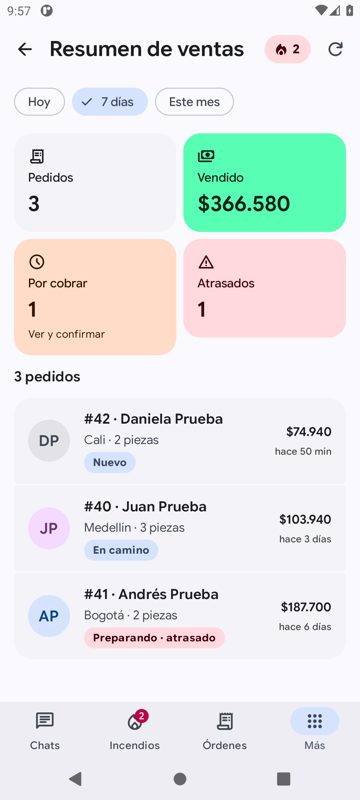 9:57
Resumen de ventas
2
Hoy
7 días
Este mes
Pedidos
3
Vendido
$366.580
Por cobrar
1
Ver y confirmar
Atrasados
1
3 pedidos
DP
#42 · Daniela Prueba
Cali · 2 piezas
Nuevo
$74.940
hace 50 min
JP
#40 · Juan Prueba
Medellín · 3 piezas
En camino
$103.940
hace 3 días
AP
#41 · Andrés Prueba
Bogotá · 2 piezas
Preparando · atrasado
$187.700
hace 6 días
2
Chats
Incendios
Órdenes
Más